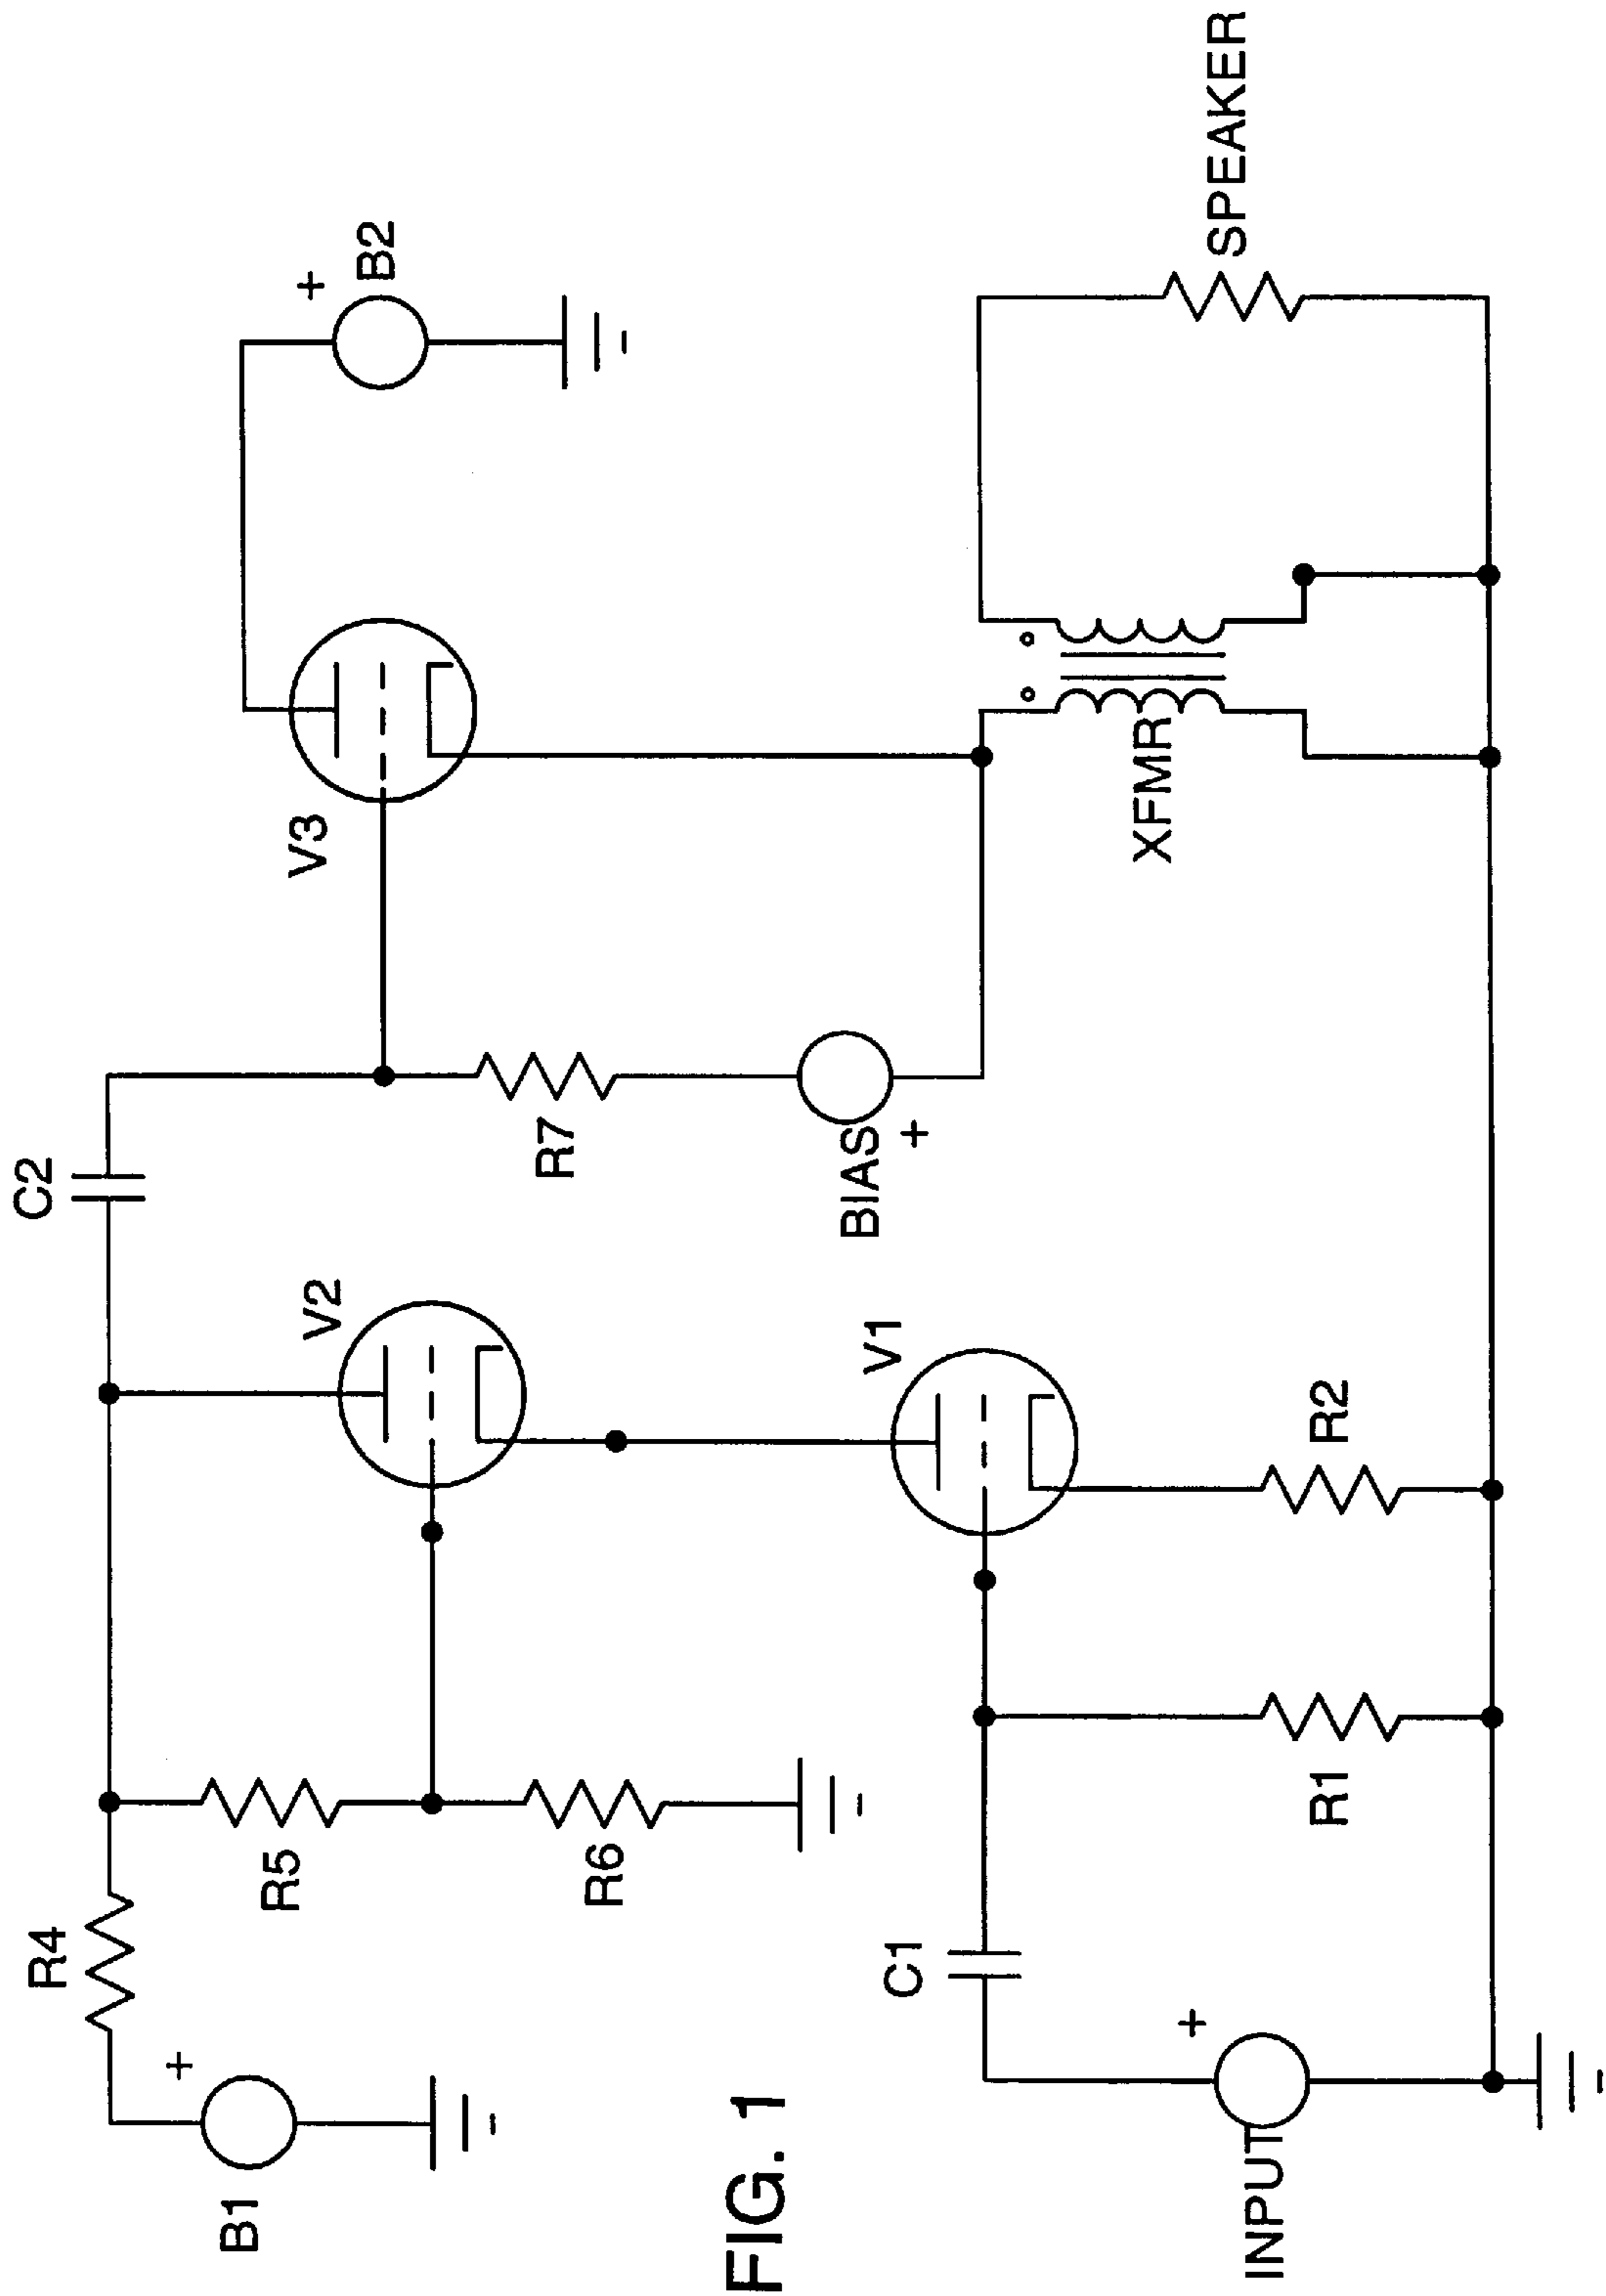 C2
R4
B1
+
R5
R6
V2
V3
+
B2
R7
BIAS
+
V1
C1
+
INPUT
R1
R2
XFMR
SPEAKER
FIG. 1